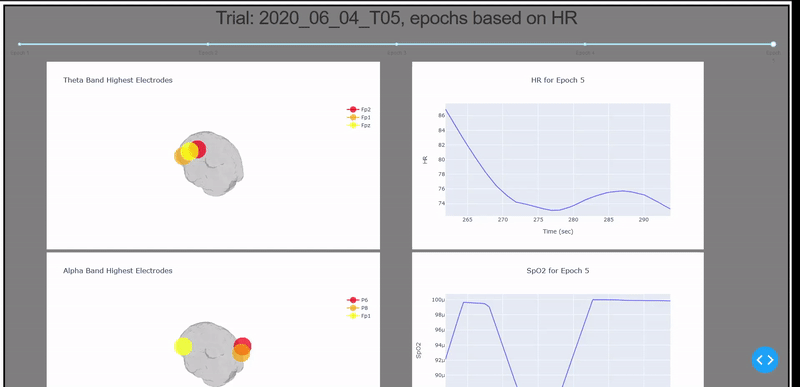 Trial: 2020_06_04_T05, epochs based on HR
Theta Band Highest Electrodes
Fp2
Fp1
Fpz
HR for Epoch 5
HR
86
84
82
80
78
76
74
265 270 275 280 285 290
Time (sec)
Alpha Band Highest Electrodes
P6
P8
Fp1
SpO2 for Epoch 5
SpO2
100μ
98μ
96μ
94μ
92μ
90μ